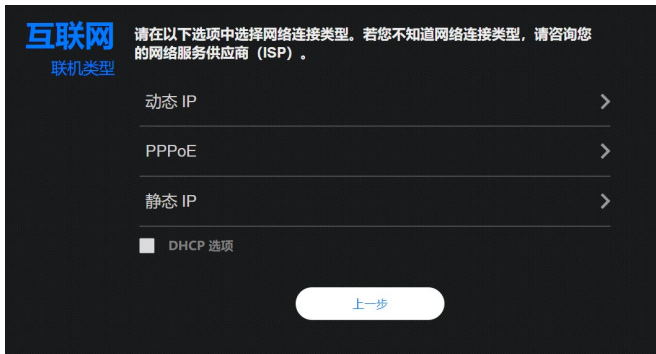 互联网
联机类型
请在以下选项中选择网络连接类型。若您不知道网络连接类型，请咨询您
的网络服务供应商（ISP）。
动态 IP
PPPoE
静态 IP
DHCP 选项
上一步